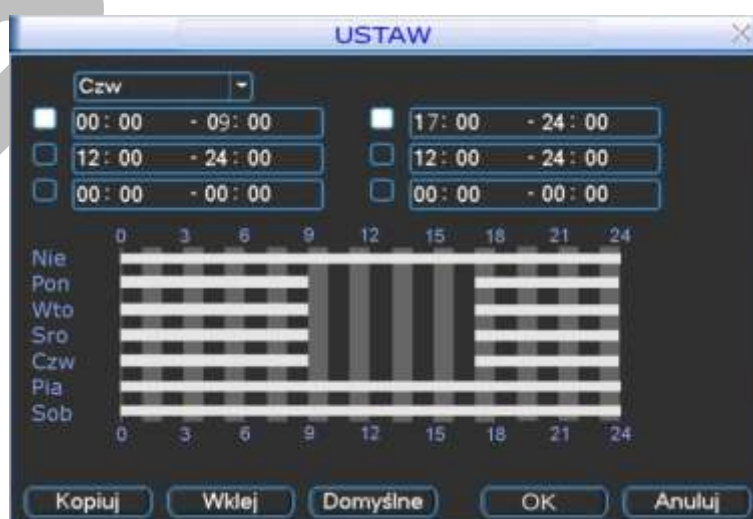 USTAW
Czw
00 : 00 - 09 : 00 17 : 00 - 24 : 00
12 : 00 - 24 : 00 12 : 00 - 24 : 00
00 : 00 - 00 : 00 00 : 00 - 00 : 00
0 3 6 9 12 15 18 21 24
Nie
Pon
Wto
Sro
Czw
Pia
Sob
0 3 6 9 12 15 18 21 24
Kopiuj Wklej Domyślne OK Anuluj